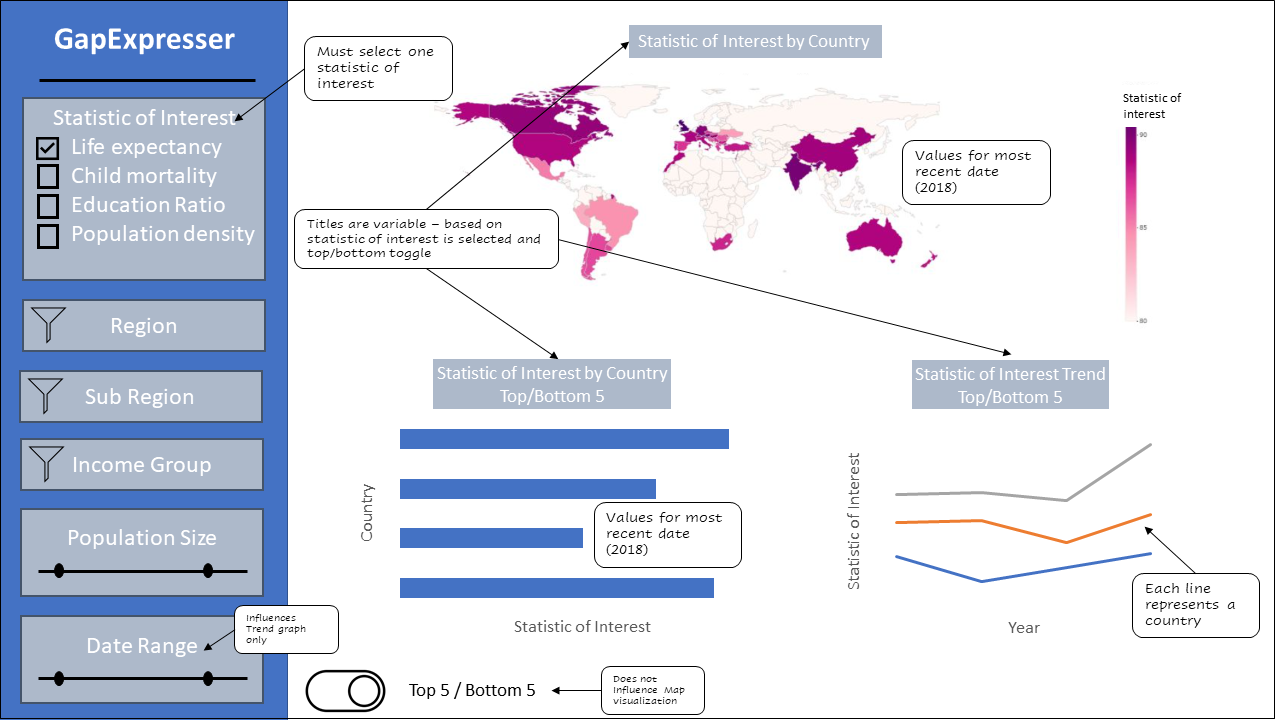 GapExpresser
Statistic of Interest
Life expectancy
Child mortality
Education Ratio
Population density
Region
Sub Region
Income Group
Population Size
Date Range
Influences
Trend graph
only
Must select one
statistic of
interest
Statistic of Interest by Country
Statistic of
interest
90
85
80
Values for most
recent date
(2018)
Titles are variable – based on
statistic of interest is selected and
top/bottom toggle
Statistic of Interest by Country
Top/Bottom 5
Country
Values for most
recent date
(2018)
Statistic of Interest
Statistic of Interest Trend
Top/Bottom 5
Statistic of Interest
Year
Each line
represents a
country
Top 5 / Bottom 5
Does not
Influence Map
visualization